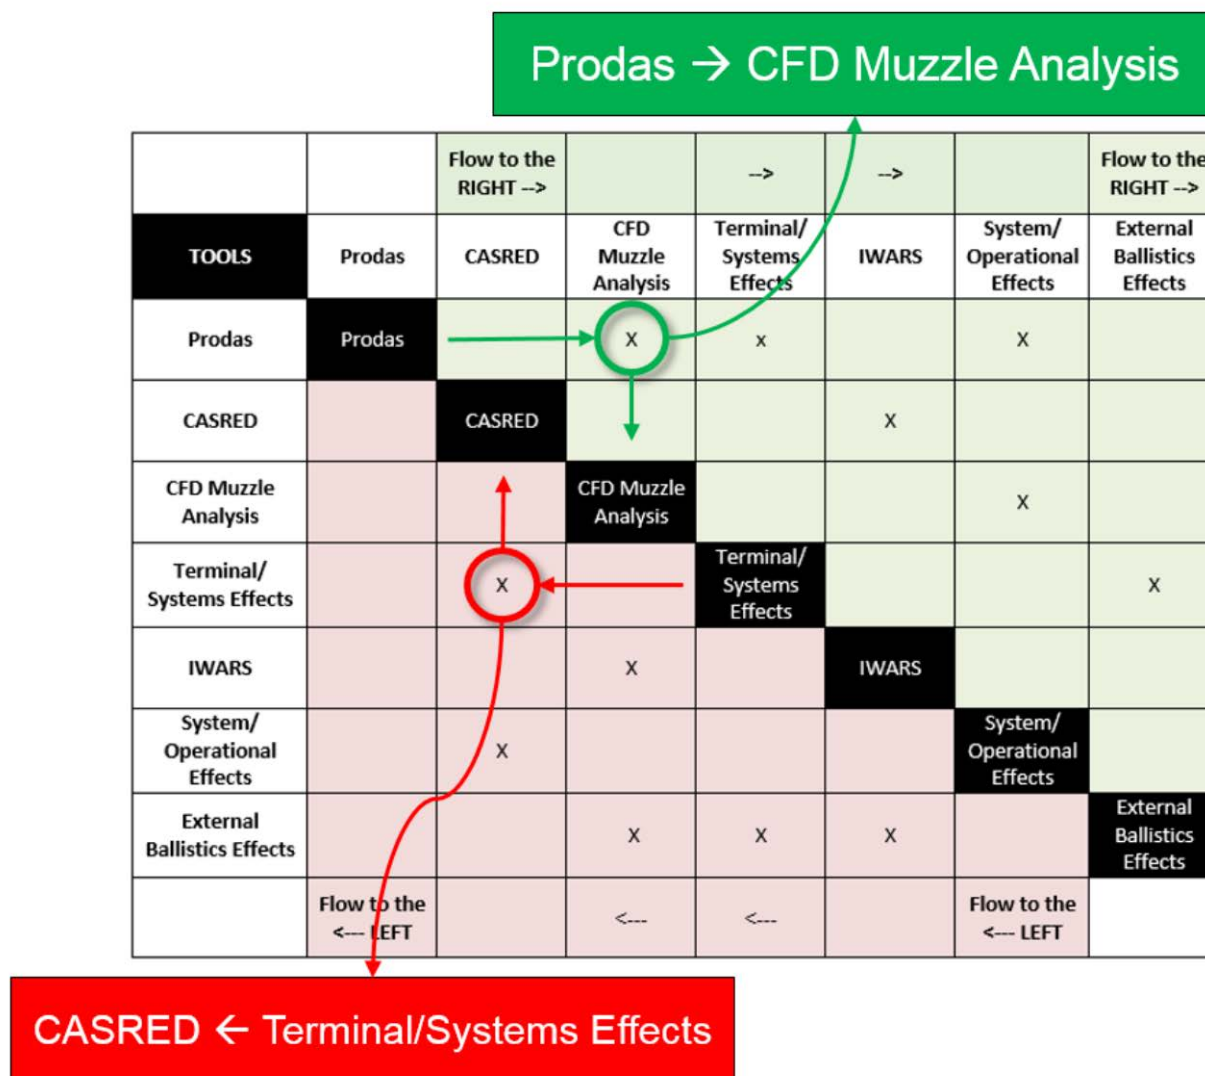 Prodas → CFD Muzzle Analysis
Flow to the
RIGHT -->
-->
-->
Flow to the
RIGHT -->
TOOLS
Prodas
CASRED
CFD
Muzzle
Analysis
Terminal/
Systems
Effects
IWARS
System/
Operational
Effects
External
Ballistics
Effects
Prodas
Prodas
X
x
X
CASRED
CASRED
X
CFD Muzzle
Analysis
CFD Muzzle
Analysis
X
Terminal/
Systems Effects
X
Terminal/
Systems
Effects
X
IWARS
X
IWARS
System/
Operational
Effects
X
System/
Operational
Effects
External
Ballistics Effects
X
X
X
External
Ballistics
Effects
Flow to the
<--- LEFT
<---
<---
Flow to the
<--- LEFT
CASRED ← Terminal/Systems Effects